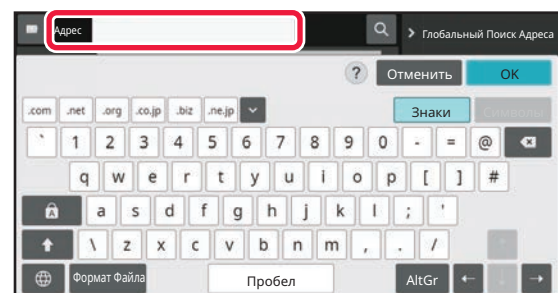 Адрес > Глобальный Поиск Адреса
? Отменить OK
.com .net .org .co.jp .biz .ne.jp Знаки Символы
` 1 2 3 4 5 6 7 8 9 0 - = @
q w e r t y u i o p [ ] #
A a s d f g h j k l ; '
\ z x c v b n m , . /
Формат Файла Пробел AltGr